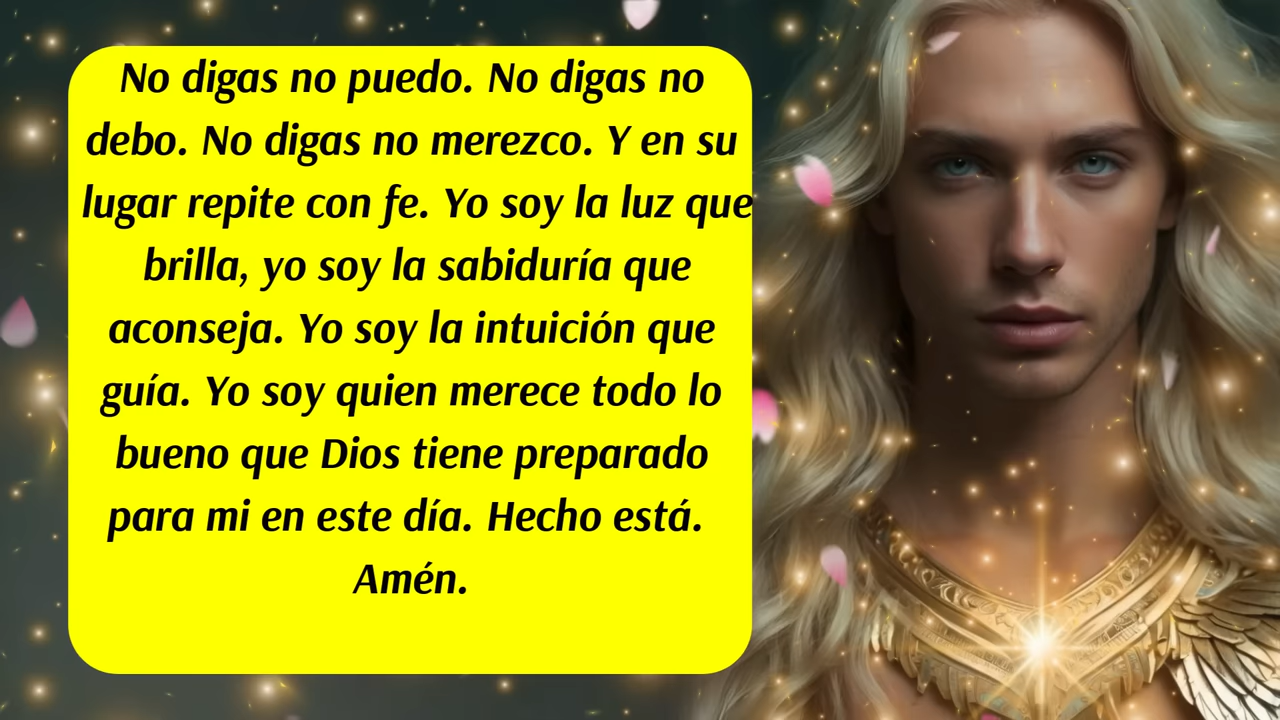 No digas no puedo. No digas no
debo. No digas no merezco. Y en su
lugar repite con fe. Yo soy la luz que
brilla, yo soy la sabiduría que
aconseja. Yo soy la intuición que
guía. Yo soy quien merece todo lo
bueno que Dios tiene preparado
para mi en este día. Hecho está.
Amén.